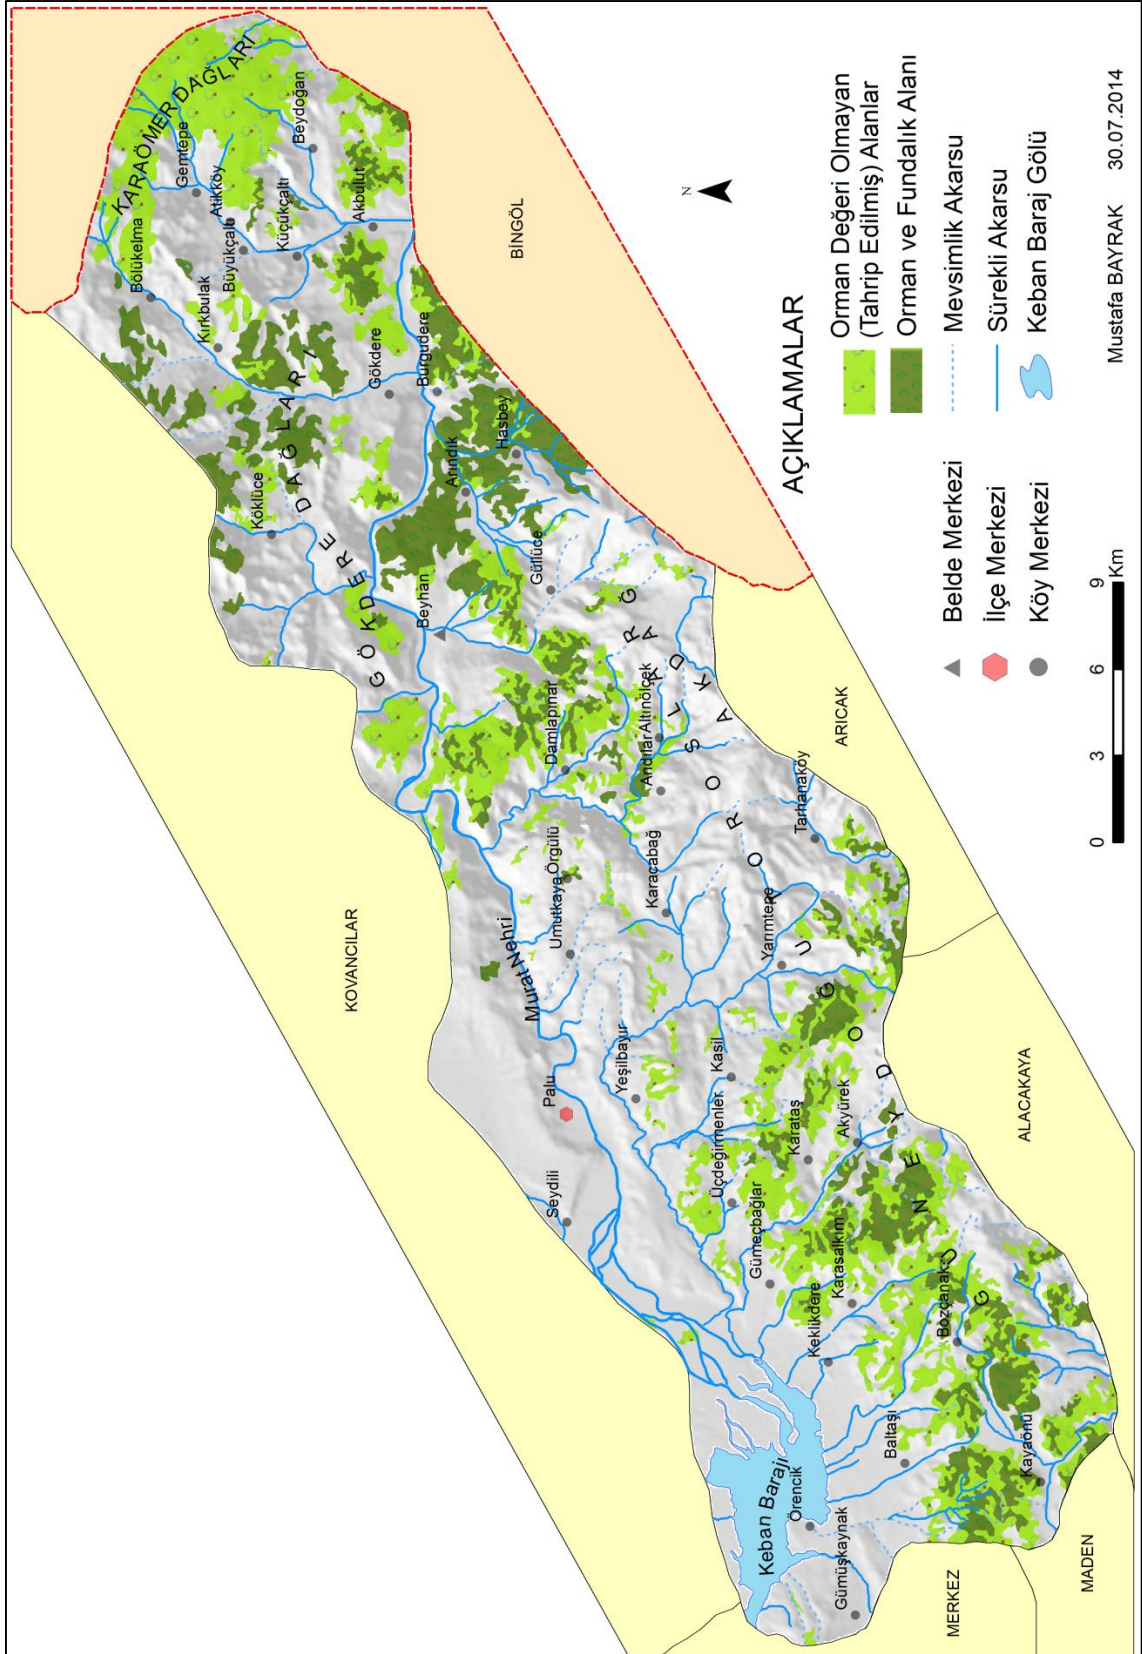 KARAÖMER DAĞLARI
Bölükelma
Gemtepe
Atikköy
Beydoğan
Kırkbulak
Büyükçaltı
Küçükçaltı
Akbulut
BİNGÖL
N
Köklüce
GÖKDERE DAĞLARI
Gökdere
Burgudere
Hasbey
Arındık
Beyhan
Güllüce
KOVANCILAR
Murat Nehri
Damlapınar
Altınölçek
Andılar
Umutkaya
Örgülü
Karacabağ
AKDAĞ
GÜNEYDOĞU TOROSLAR
ARICAK
Tarhanaköy
Yarımtepe
Palu
Yeşilbayır
Kasıl
Seydili
Üçdeğirmenler
Karataş
Akyürek
ALACAKAYA
Gümeçbağlar
Karasalkım
Keklikdere
Bozçanak
Baltaşı
Kayaönü
Keban Barajı
Örencik
Gümüşkaynak
MERKEZ
MADEN
AÇIKLAMALAR
Belde Merkezi
İlçe Merkezi
Köy Merkezi
Orman Değeri Olmayan
(Tahrip Edilmiş) Alanlar
Orman ve Fundalık Alanı
Mevsimlik Akarsu
Sürekli Akarsu
Keban Baraj Gölü
0 3 6 9 Km
Mustafa BAYRAK 30.07.2014